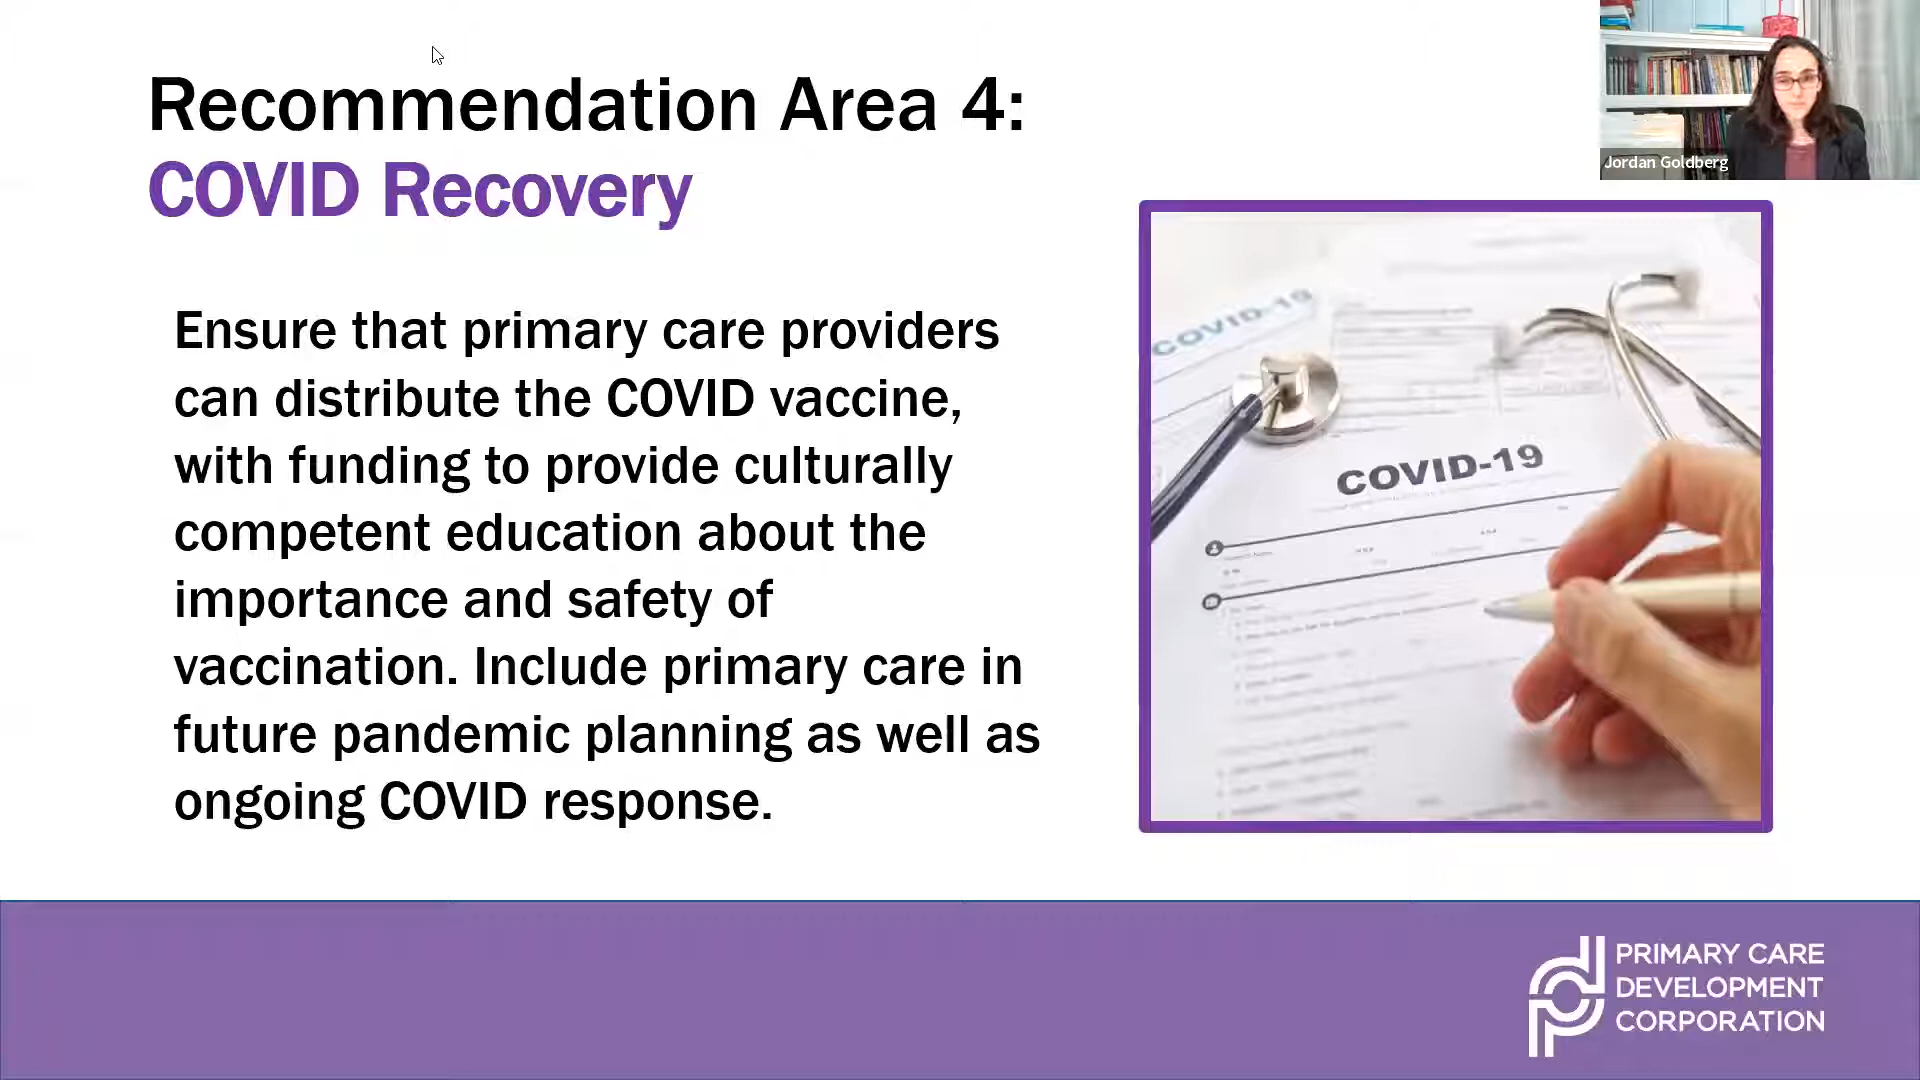 Recommendation Area 4:
COVID Recovery
Jordan Goldberg
Ensure that primary care providers
can distribute the COVID vaccine,
with funding to provide culturally
competent education about the
importance and safety of
vaccination. Include primary care in
future pandemic planning as well as
ongoing COVID response.
COVID-19
COVID-19
PRIMARY CARE
DEVELOPMENT
CORPORATION